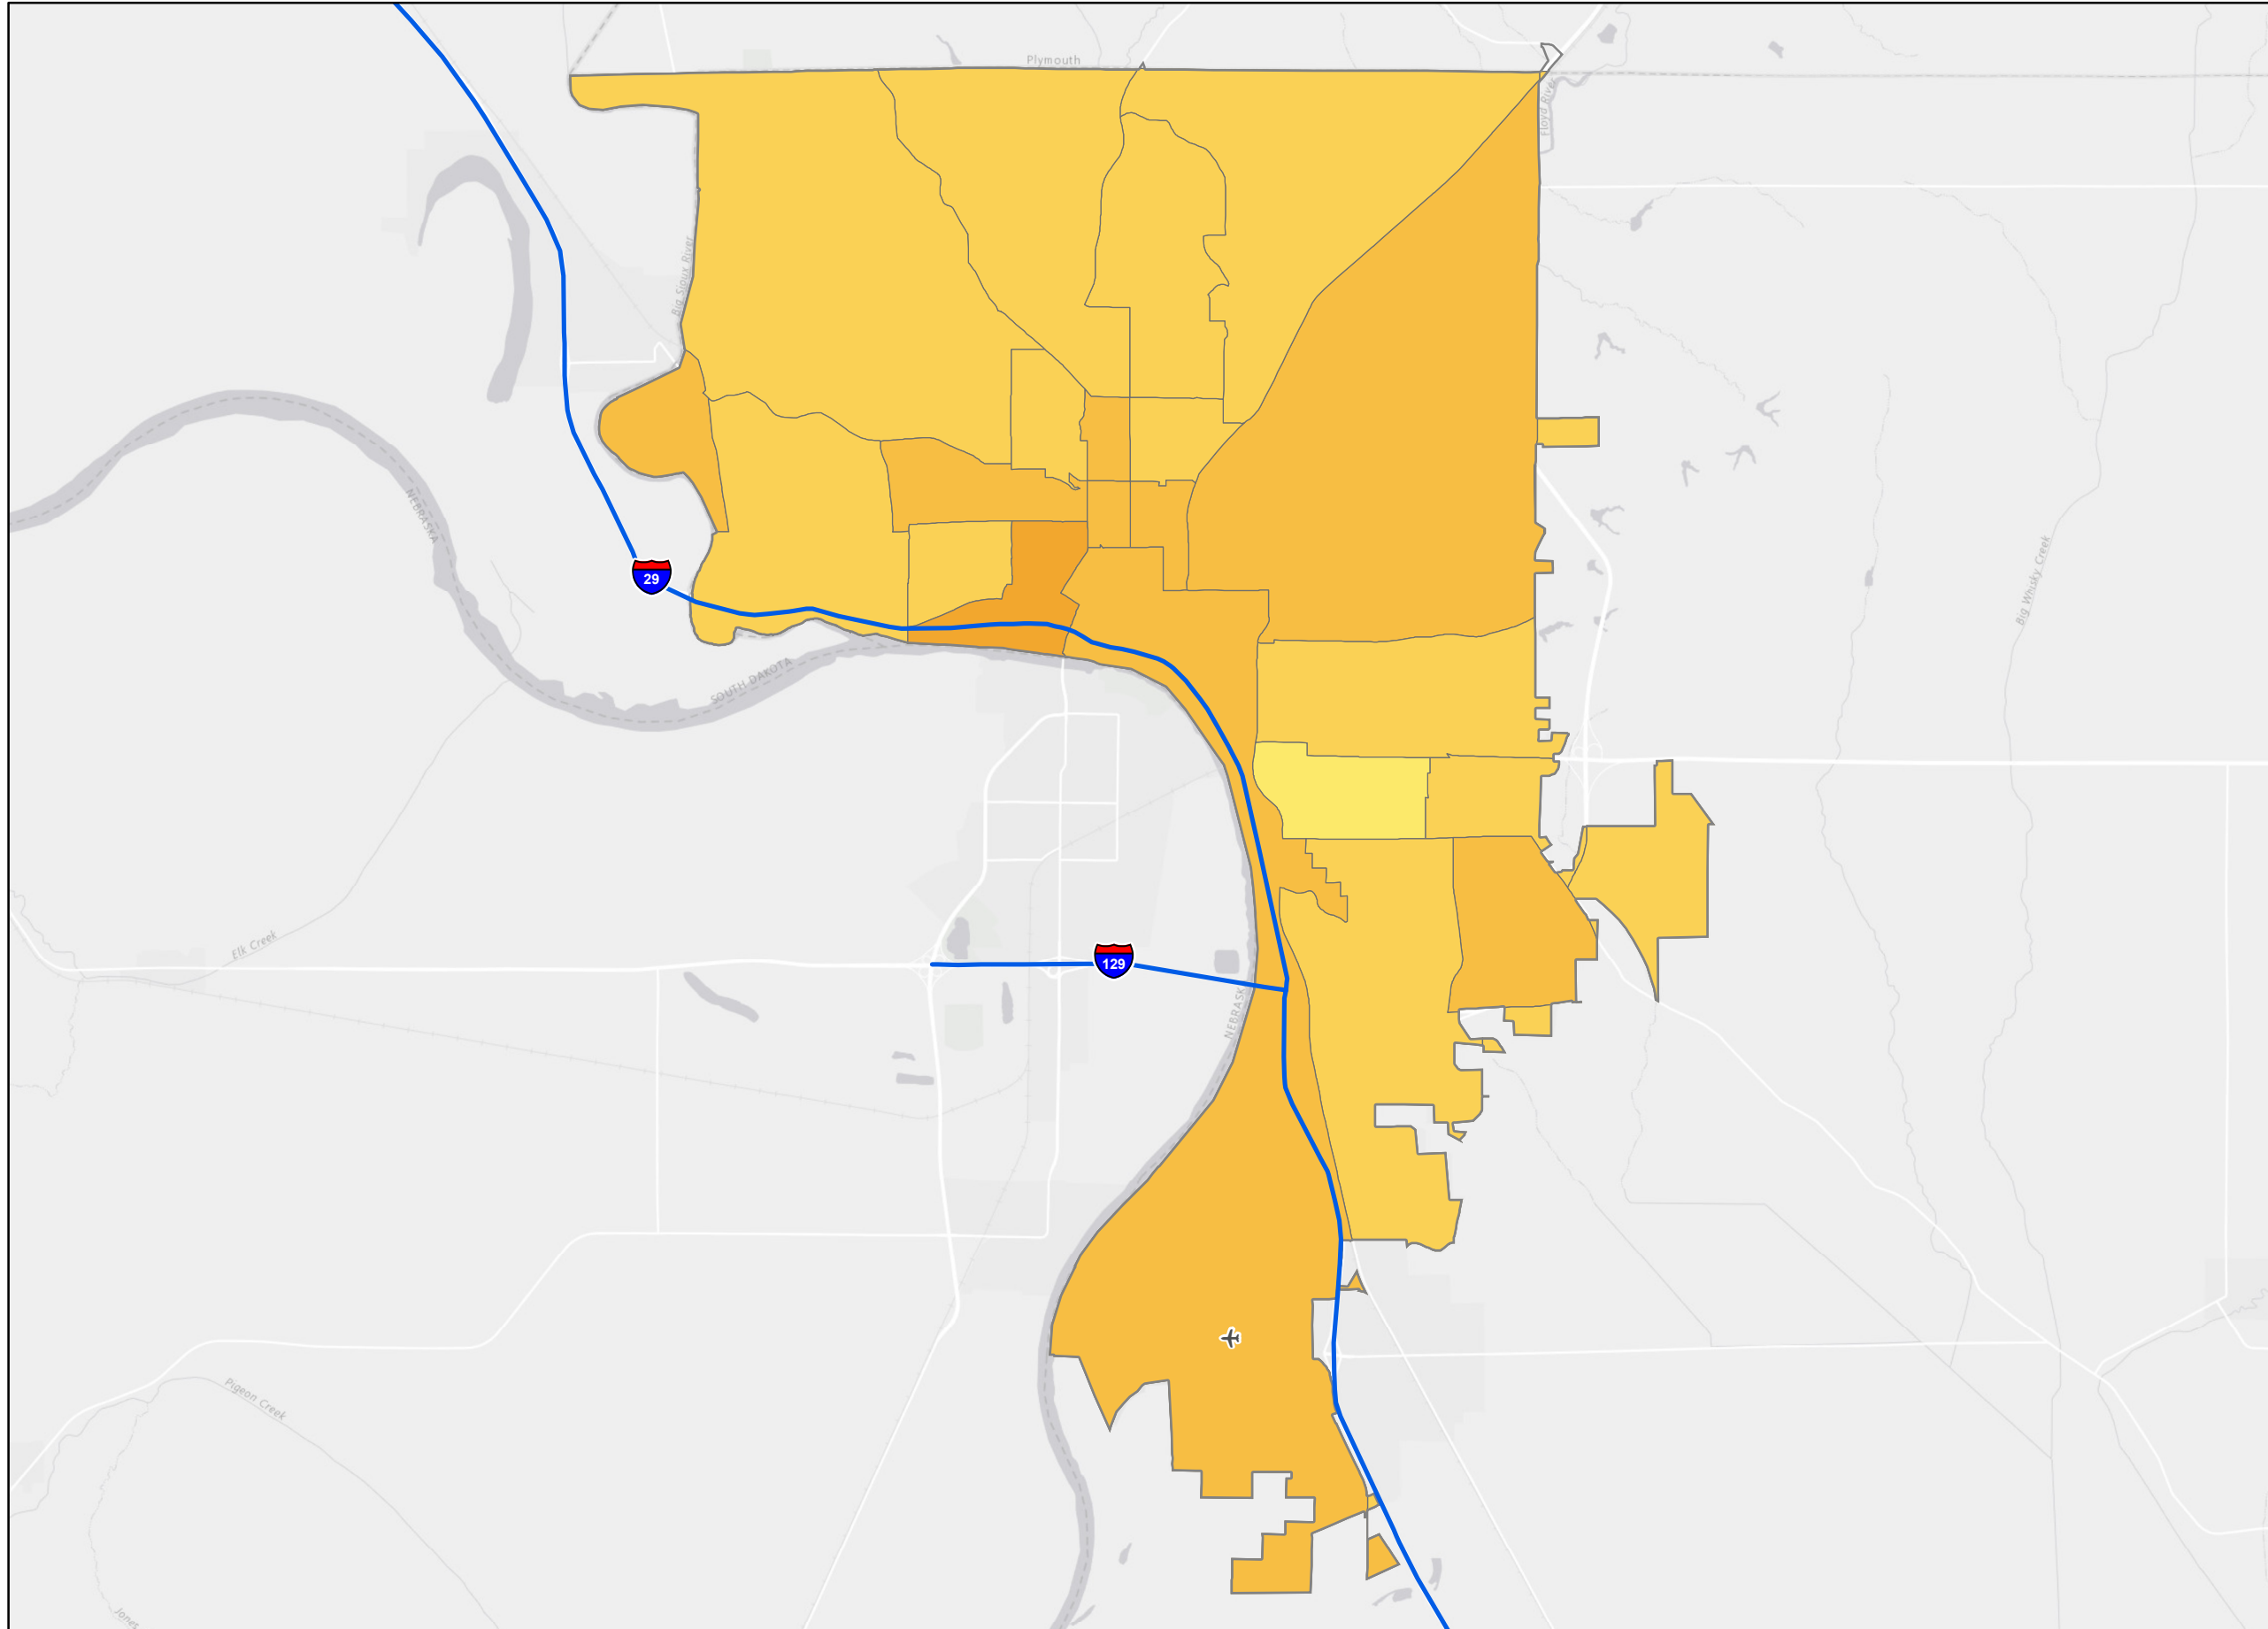 Plymouth
Floyd River
Big Sioux River
NEBRASKA
29
Big Whisky Creek
SOUTH DAKOTA
Elk Creek
129
NEBRASK
Pigeon Creek
Jones